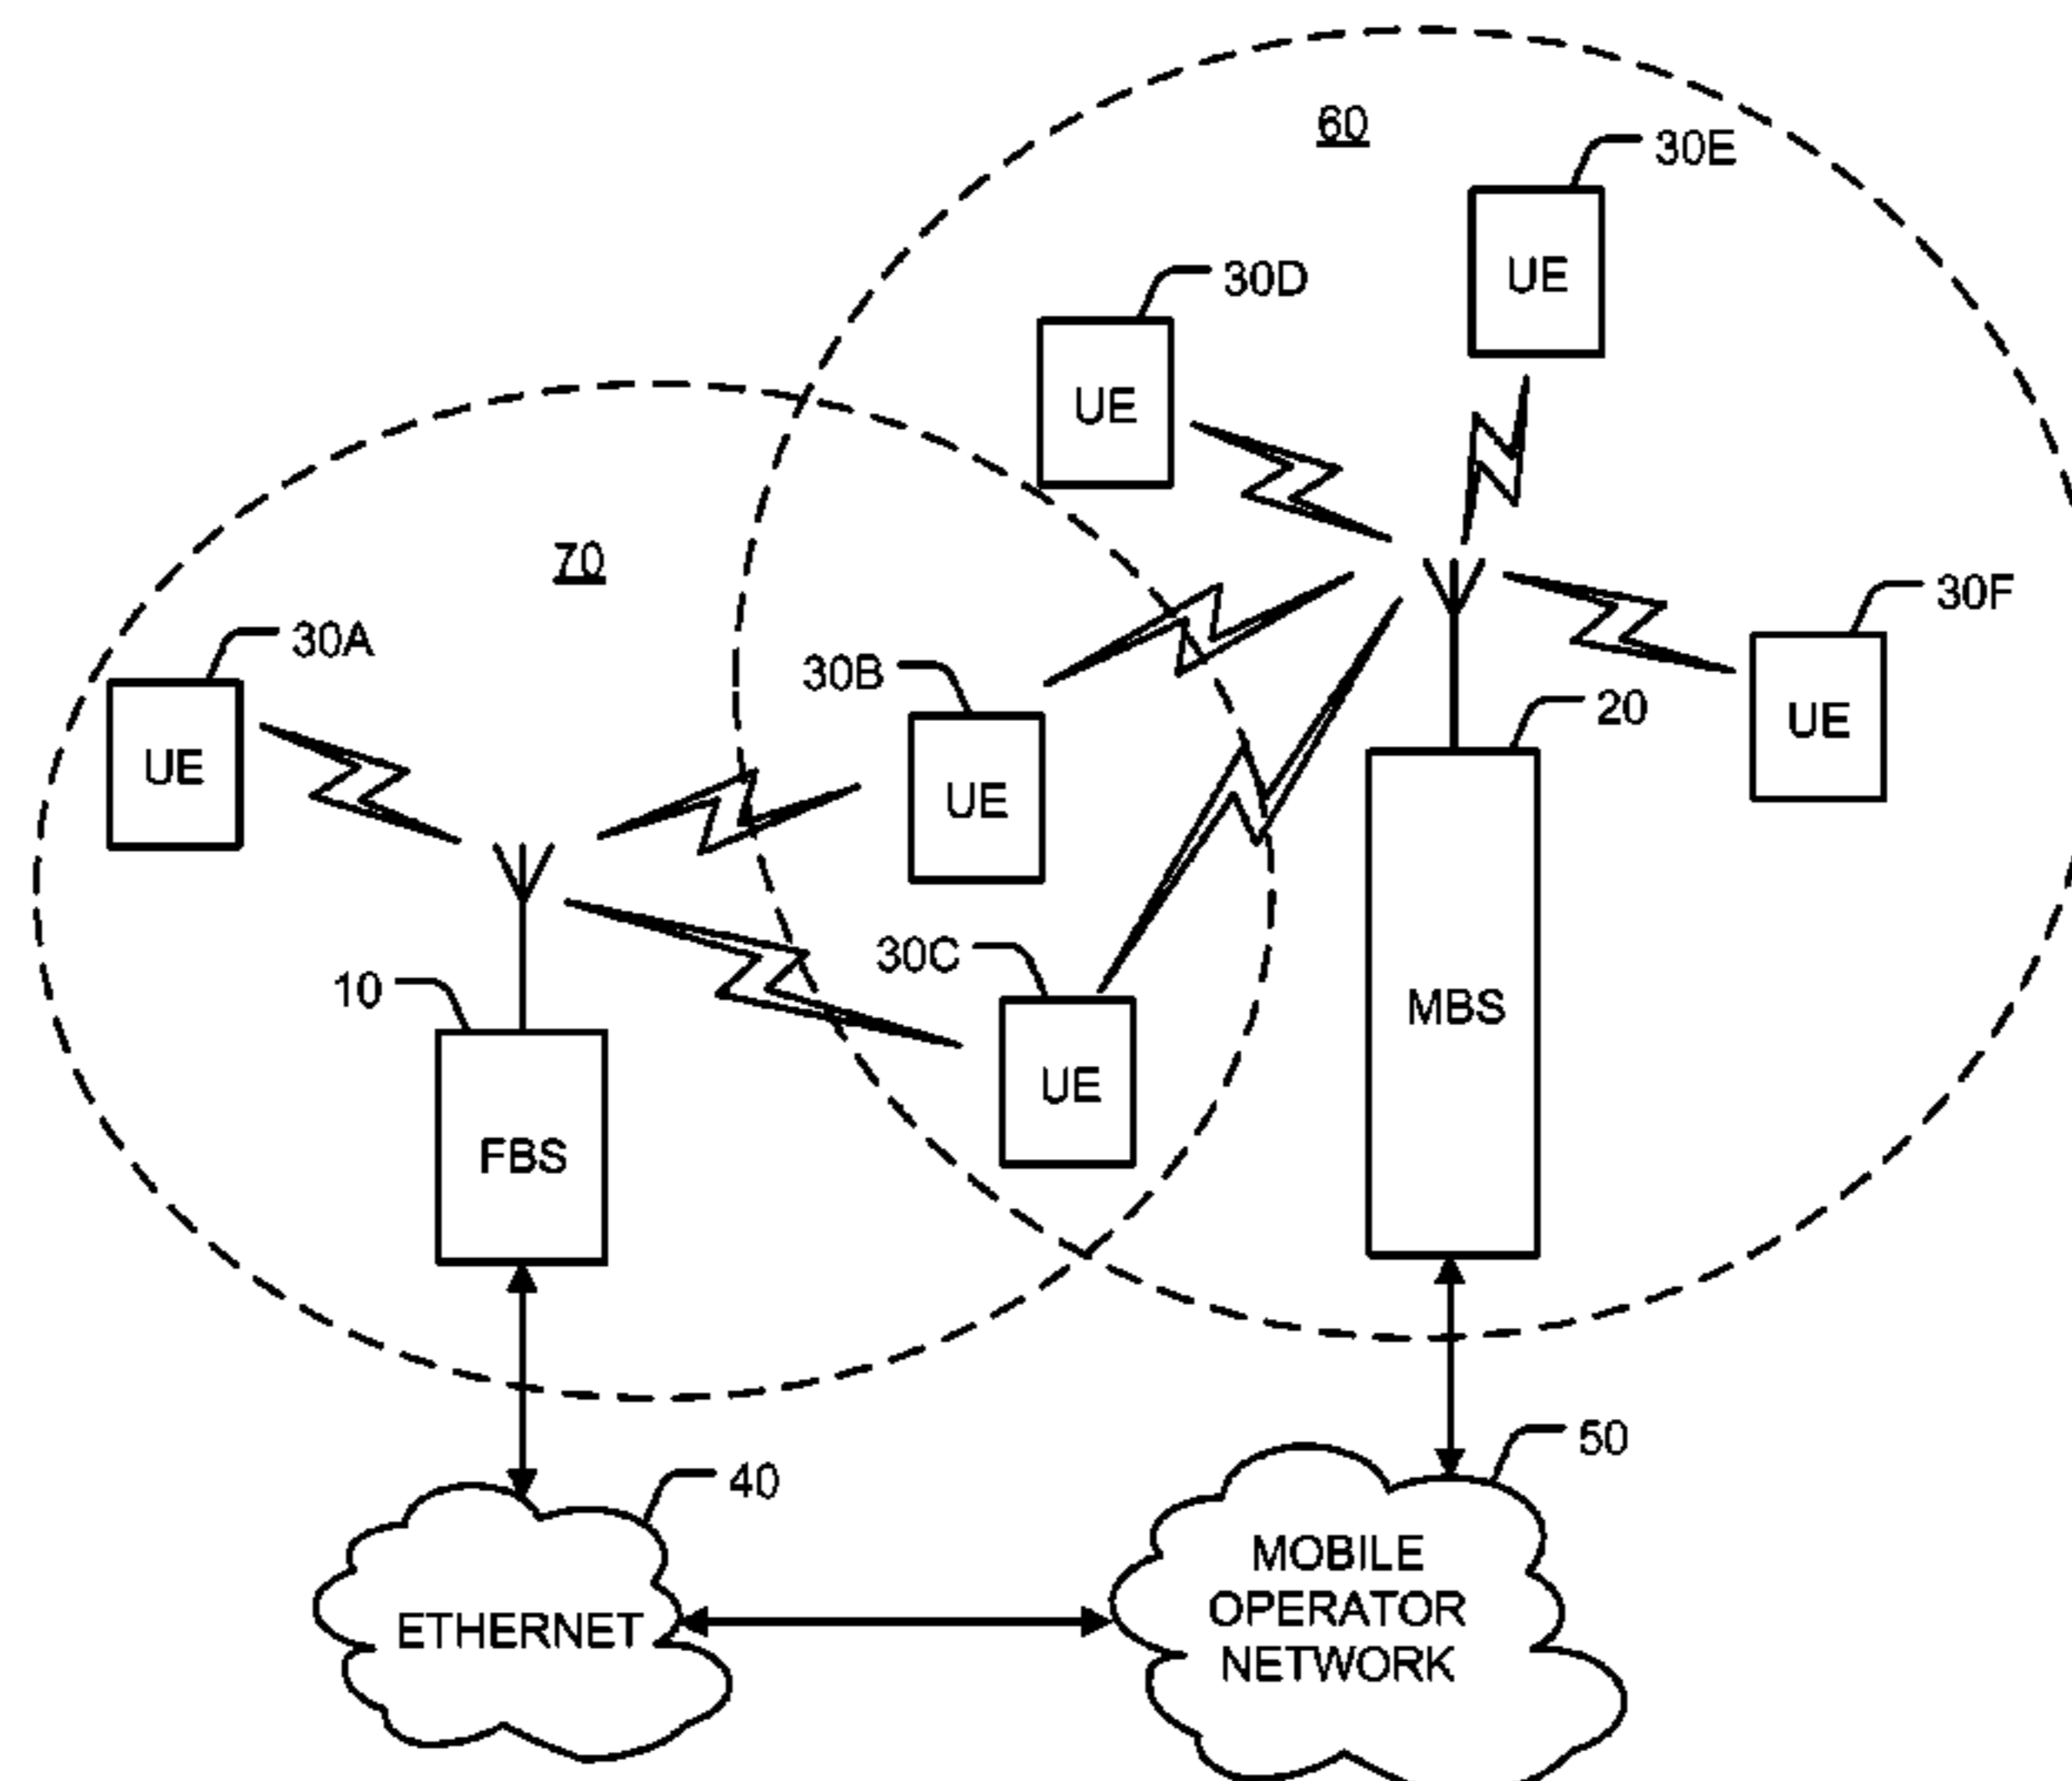 60
30E
UE
30D
UE
70
30F
UE
30A
UE
30B
UE
20
MBS
30C
UE
10
FBS
50
MOBILE
OPERATOR
NETWORK
40
ETHERNET